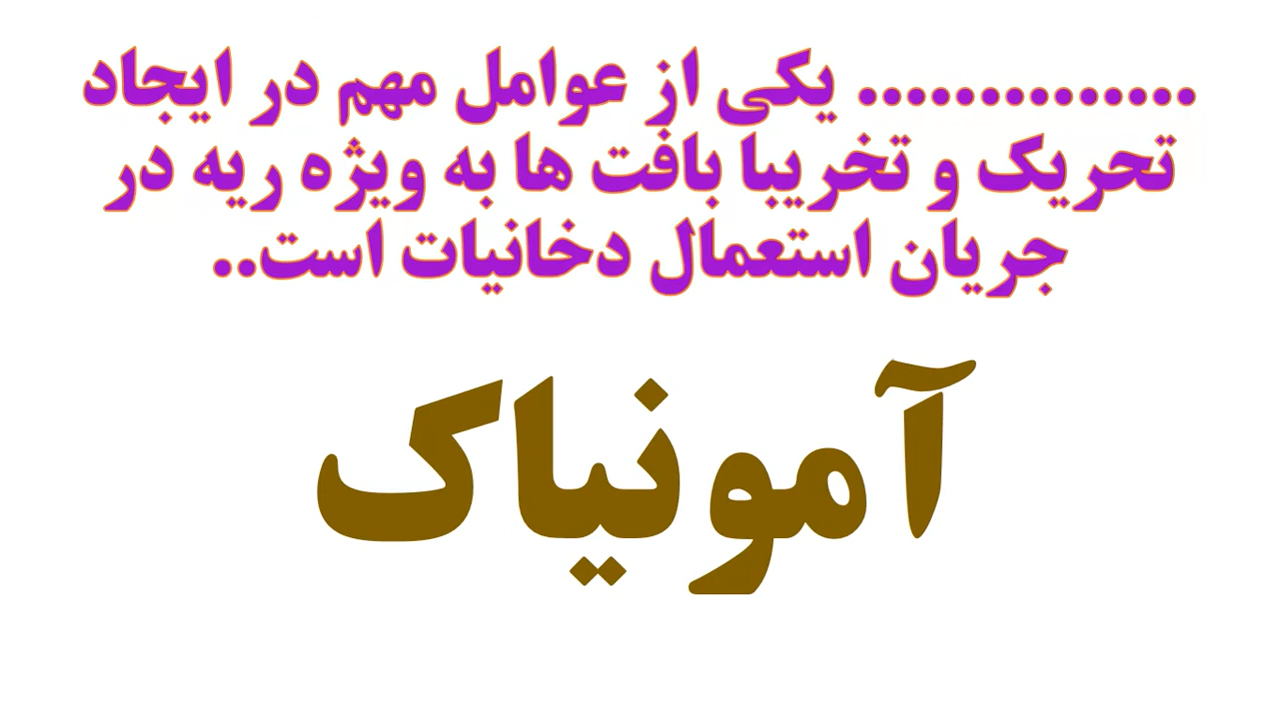 .............. یکی از عوامل مهم در ایجاد
تحریک و تخریبا بافت ها به ویژه ریه در
جریان استعمال دخانیات است..
آمونیاک